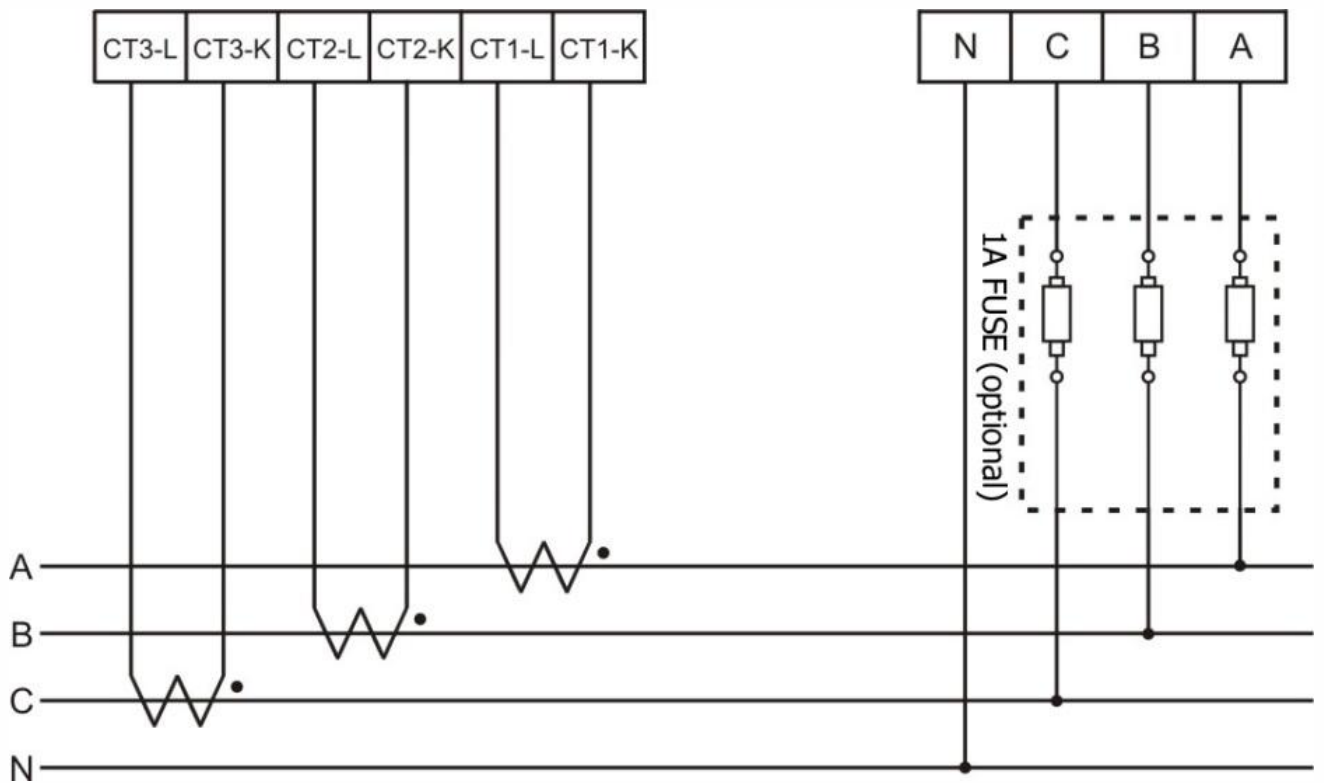 CT3-L CT3-K CT2-L CT2-K CT1-L CT1-K
N C B A
1A FUSE (optional)
A
B
C
N